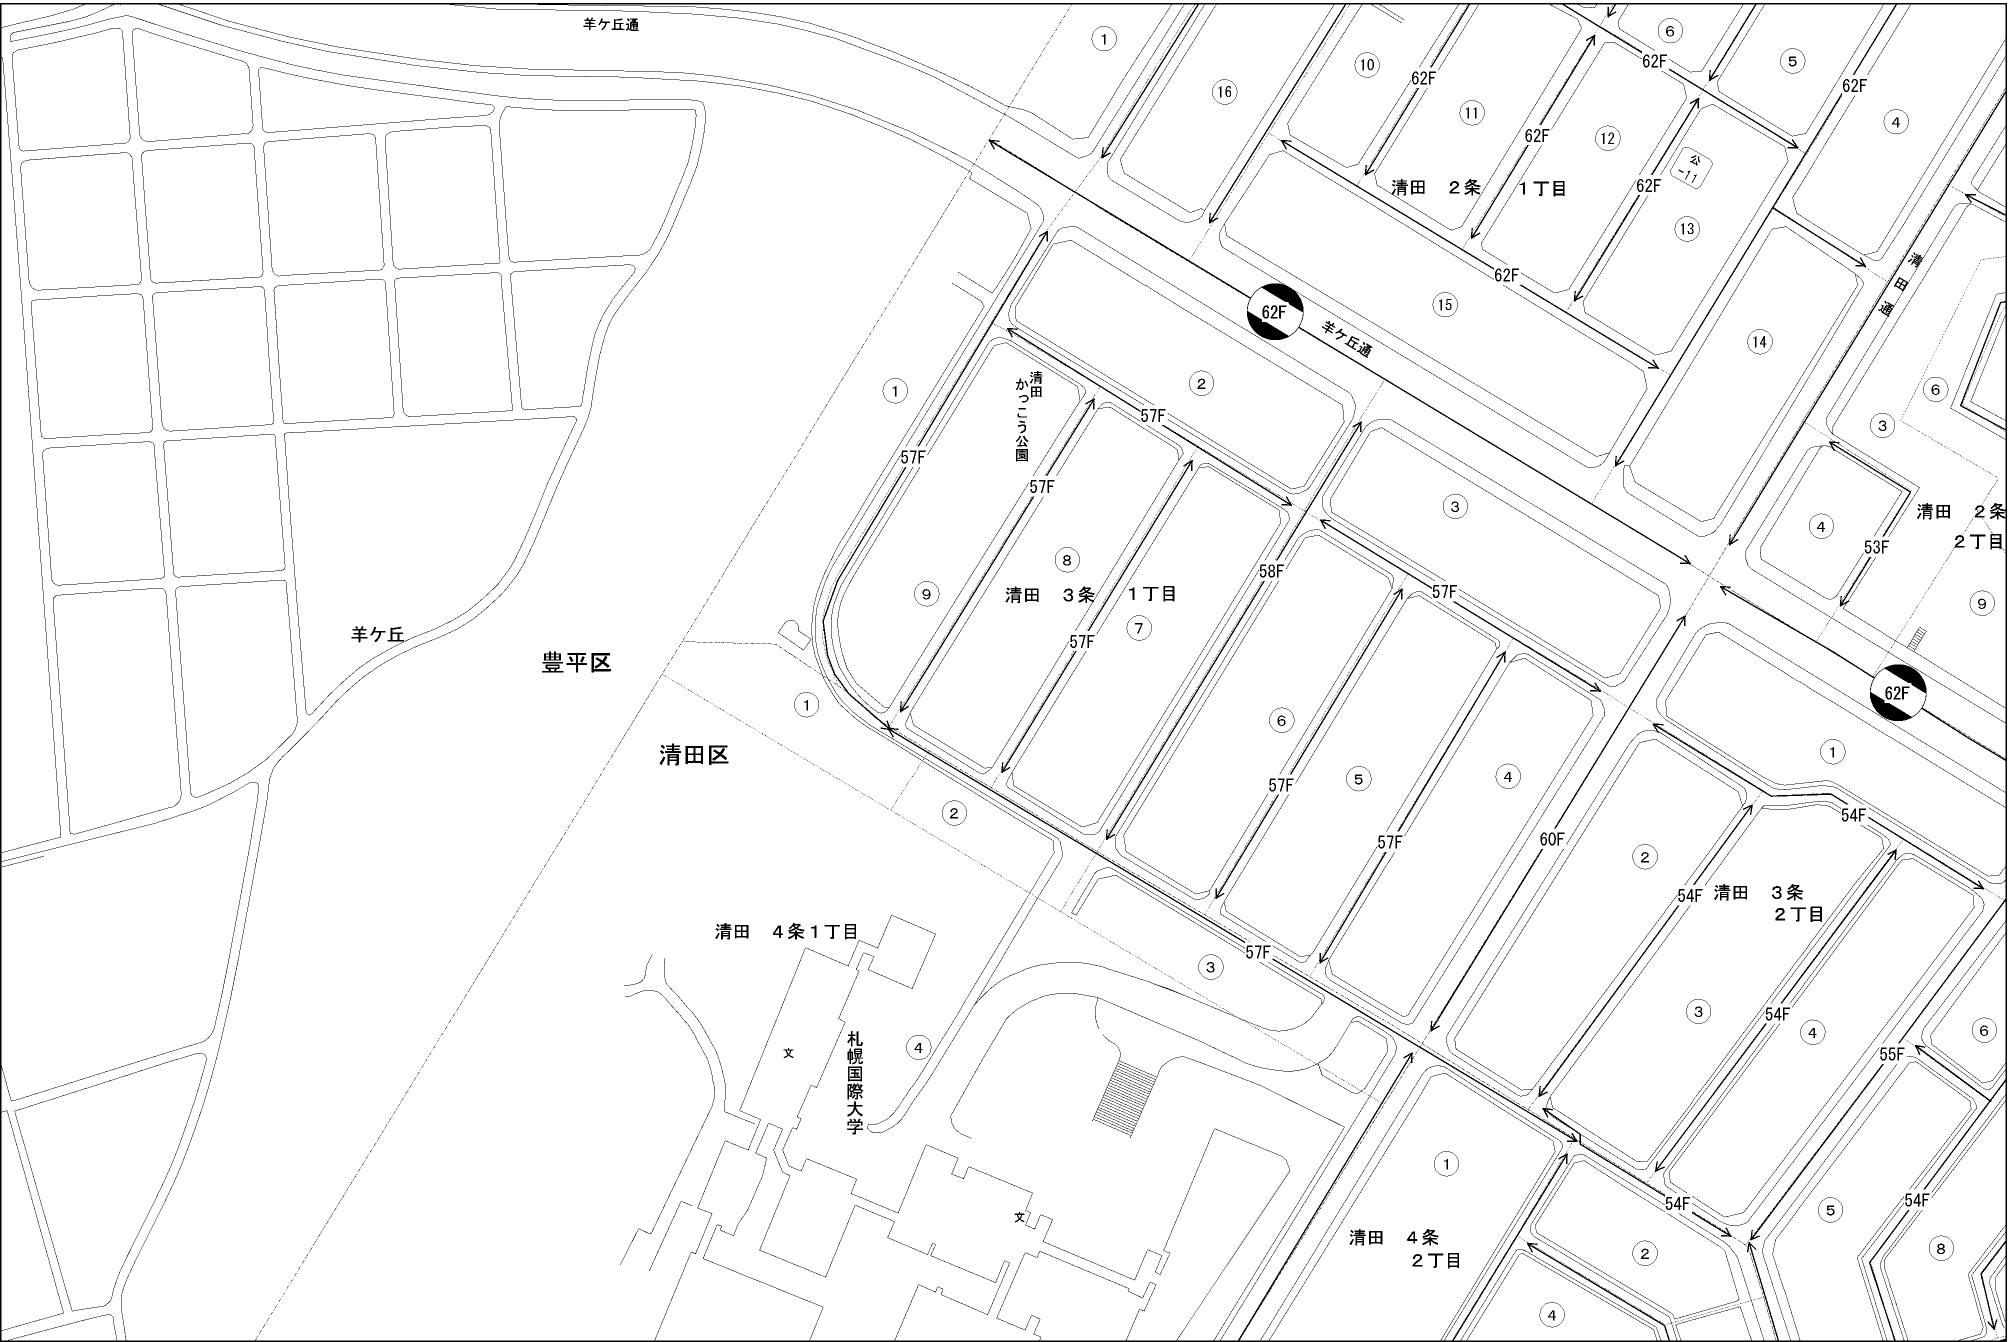 羊ケ丘通
①
⑥
62F
⑤
⑩
62F
62F
⑯
⑪
④
62F
⑫
公
-11
清田 2条 1丁目
62F
⑬
清田通
62F
⑮
62F
羊ケ丘通
⑭
①
②
清田
かっこう公園
57F
⑥
③
57F
57F
③
清田 2条
2丁目
④
53F
⑧
58F
57F
⑨
清田 3条 1丁目
⑨
⑦
羊ケ丘
57F
豊平区
62F
①
⑥
清田区
57F
⑤
④
①
②
54F
57F
60F
②
54F
清田 3条
2丁目
清田 4条1丁目
57F
③
③
54F
④
⑥
文
札幌国際大学
④
55F
①
54F
54F
⑤
文
清田 4条
2丁目
②
⑧
④